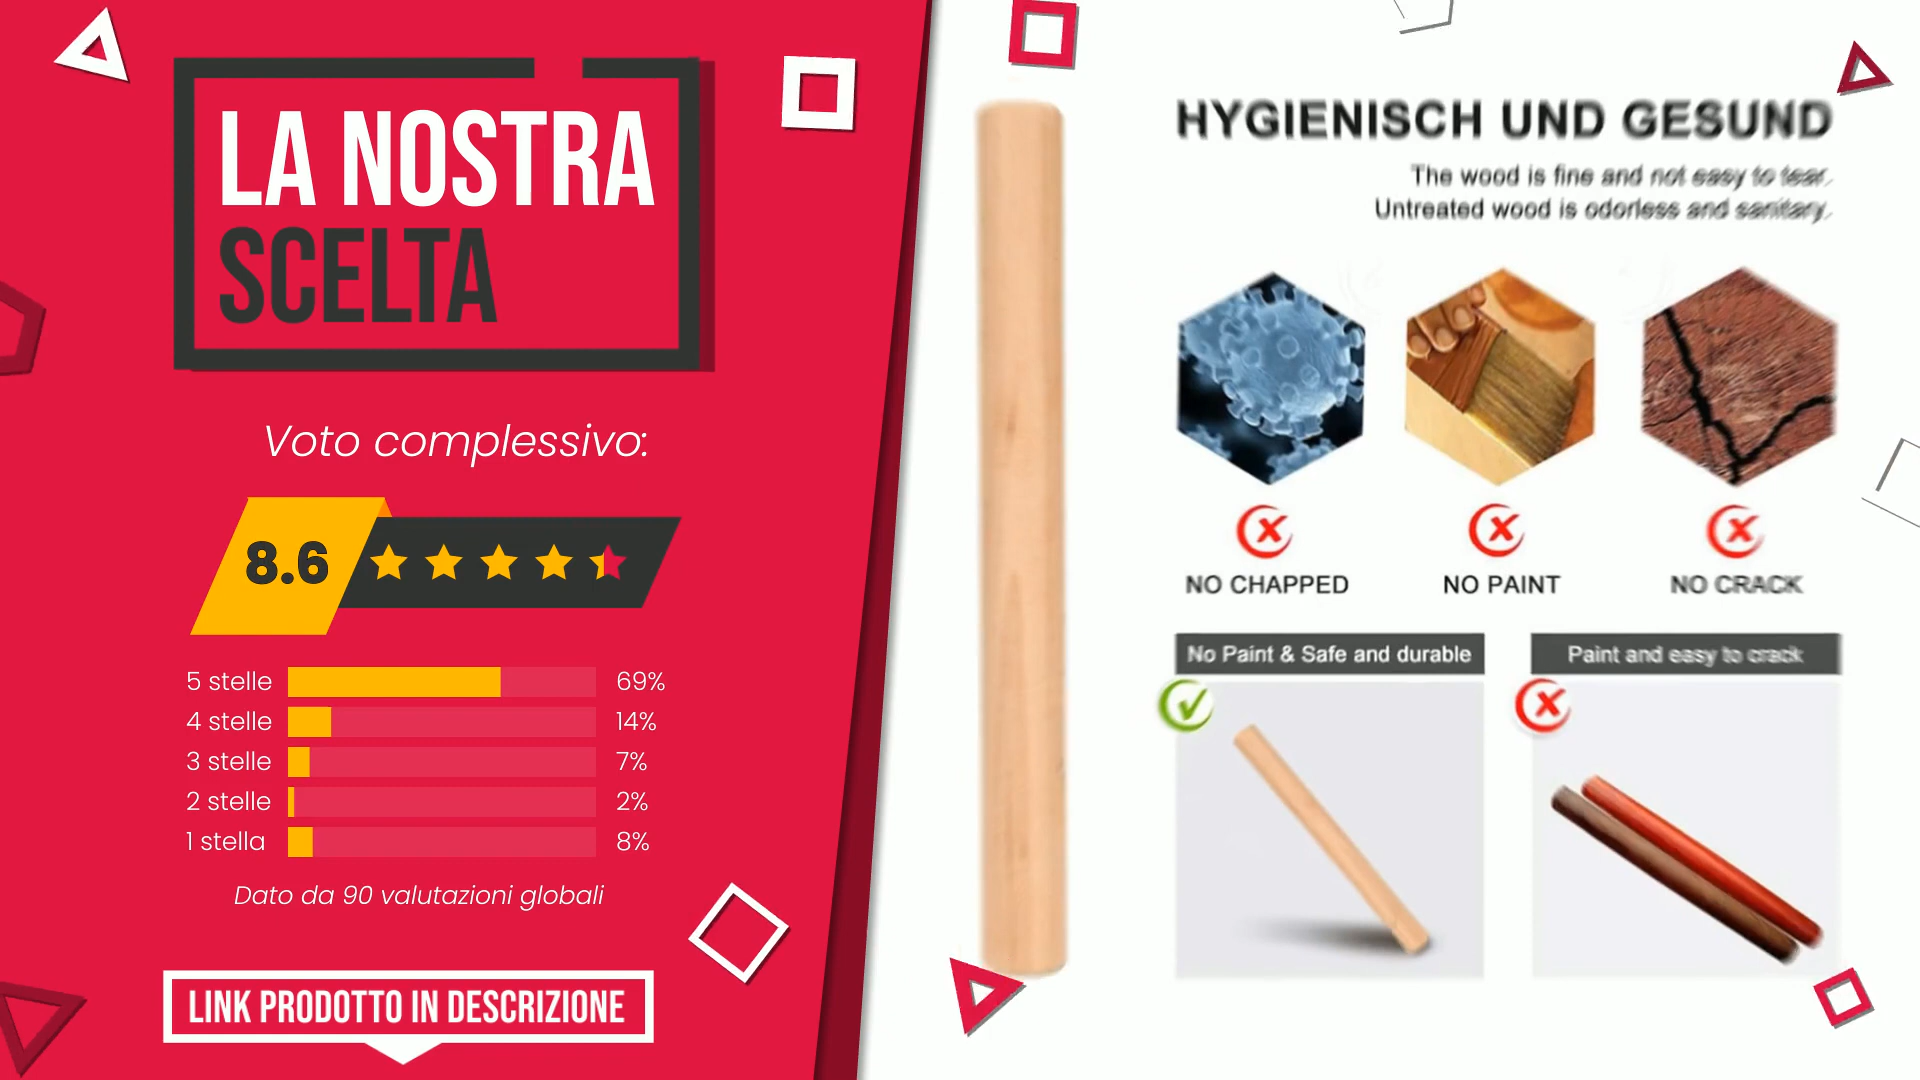 LA NOSTRA
SCELTA
Voto complessivo:
8.6
5 stelle 69%
4 stelle 14%
3 stelle 7%
2 stelle 2%
1 stella 8%
Dato da 90 valutazioni globali
LINK PRODOTTO IN DESCRIZIONE
HYGIENISCH UND GESUND
The wood is fine and not easy to tear.
Untreated wood is odorless and sanitary.
NO CHAPPED
NO PAINT
NO CRACK
No Paint & Safe and durable
Paint and easy to crack